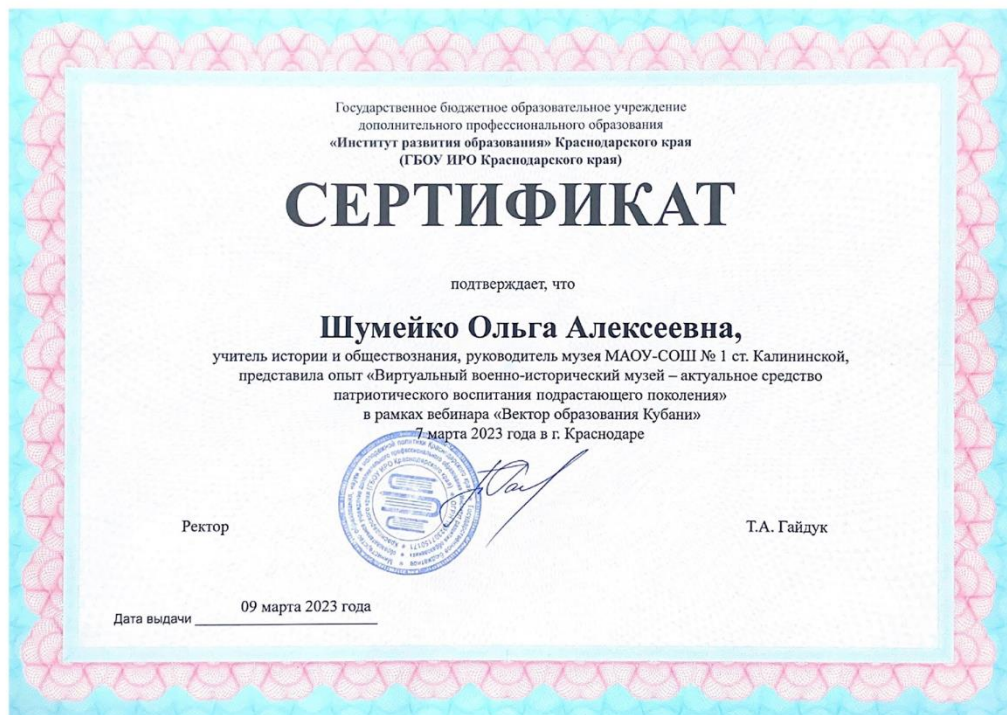 Государственное бюджетное образовательное учреждение
дополнительного профессионального образования
«Институт развития образования» Краснодарского края
(ГБОУ ИРО Краснодарского края)
СЕРТИФИКАТ
подтверждает, что
Шумейко Ольга Алексеевна,
учитель истории и обществознания, руководитель музея МАОУ-СОШ № 1 ст. Калининской,
представила опыт «Виртуальный военно-исторический музей – актуальное средство
патриотического воспитания подрастающего поколения»
в рамках вебинара «Вектор образования Кубани»
7 марта 2023 года в г. Краснодаре
Ректор
Т.А. Гайдук
09 марта 2023 года
Дата выдачи